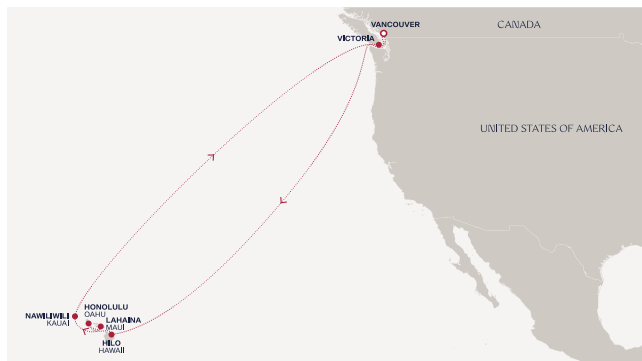 VANCOUVER
CANADA
VICTORIA
UNITED STATES OF AMERICA
NAWILIWILI
KAUAI
HONOLULU
OAHU
LAHAINA
MAUI
HILO
HAWAII